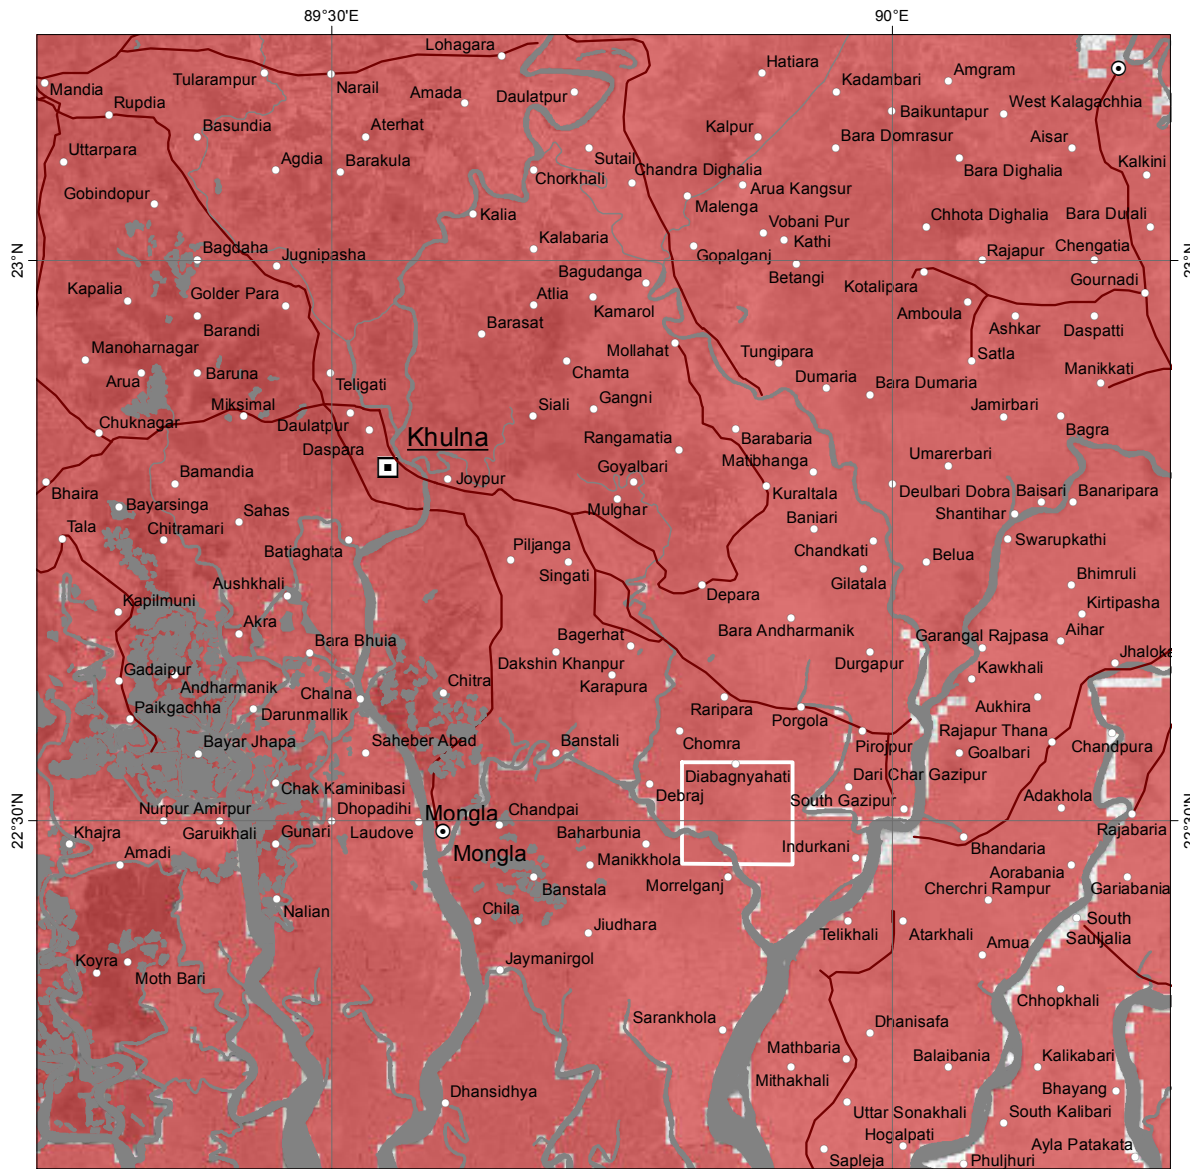 89°30'E
90°E
Lohagara
Hatiara
Tularampur
Narail
Amada
Daulatpur
Kadambari
Amgram
Mandia
Rupdia
Baikuntapur
West Kalagachhia
Basundia
Aterhat
Kalpur
Bara Domrasur
Aisar
Uttarpara
Agdia
Barakula
Sutail
Chorkhali
Chandra Dighalia
Bara Dighalia
Kalkini
Gobindopur
Malenga
Arua Kangsur
Kalia
Vobani Pur
Chhota Dighalia
Bara Dulali
Bagdaha
Jugnipasha
Kalabaria
Gopalganj
Kathi
Rajapur
Chengatia
23°N
23°N
Kapalia
Golder Para
Bagudanga
Betangi
Kotalipara
Gournadi
Atlia
Kamarol
Amboula
Barandi
Barasat
Ashkar
Daspatti
Manoharnagar
Mollahat
Tungipara
Satla
Arua
Baruna
Teligati
Chamta
Dumaria
Bara Dumaria
Manikkati
Chuknagar
Miksimal
Daulatpur
Siali
Gangni
Jamirbari
Bagra
Daspara
Khulna
Rangamatia
Barabaria
Bamandia
Joypur
Goyalbari
Matibhanga
Umarerbari
Bhaira
Bayarsinga
Sahas
Mulghar
Kuraltala
Deulbari Dobra
Baisari
Banaripara
Tala
Chitramari
Banjari
Shantihar
Batiaghata
Piljanga
Singati
Chandkati
Belua
Swarupkathi
Aushkhali
Gilatala
Depara
Bhimruli
Kapilmuni
Akra
Kirtipasha
Bara Bhuia
Bagerhat
Bara Andharmanik
Garangal Rajpasa
Aihar
Gadaipur
Andharmanik
Dakshin Khanpur
Durgapur
Kawkhali
Jhaloke
Chalna
Chitra
Karapura
Paikgachha
Darunmallik
Raripara
Porgola
Aukhira
Bayar Jhapa
Saheber Abad
Banstali
Chomra
Pirojpur
Rajapur Thana
Goalbari
Chandpura
Chak Kaminibasi
Diabagnyahati
Dari Char Gazipur
Debraj
Nurpur Amirpur
Dhopadihi
Mongla
Chandpai
South Gazipur
Adakhola
22°30'N
22°30'N
Khajra
Garuikhali
Gunari
Laudove
Baharbunia
Rajabaria
Amadi
Mongla
Manikkhola
Indurkani
Bhandaria
Aorabania
Banstala
Morrelganj
Cherchri Rampur
Gariabania
Nalian
Chila
Jiudhara
Telikhali
Atarkhali
South
Sauljalia
Amua
Koyra
Moth Bari
Jaymanirgol
Chhopkhali
Sarankhola
Dhanisafa
Mathbaria
Balaibania
Kalikabari
Mithakhali
Bhayang
Dhansidhya
Uttar Sonakhali
South Kalibari
Hogalpati
Ayla Patakata
Sapleja
Phuljhuri